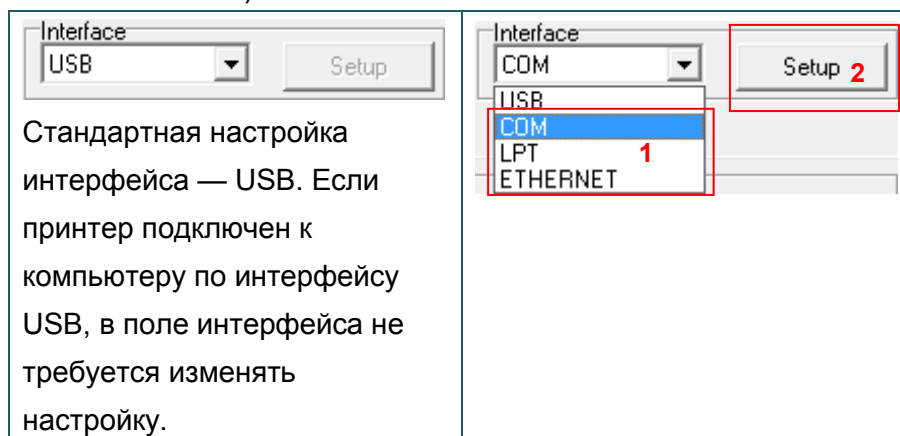 Interface
USB
Setup
Стандартная настройка
интерфейса — USB. Если
принтер подключен к
компьютеру по интерфейсу
USB, в поле интерфейса не
требуется изменять
настройку.
Interface
COM
Setup 2
USB
COM
LPT 1
ETHERNET